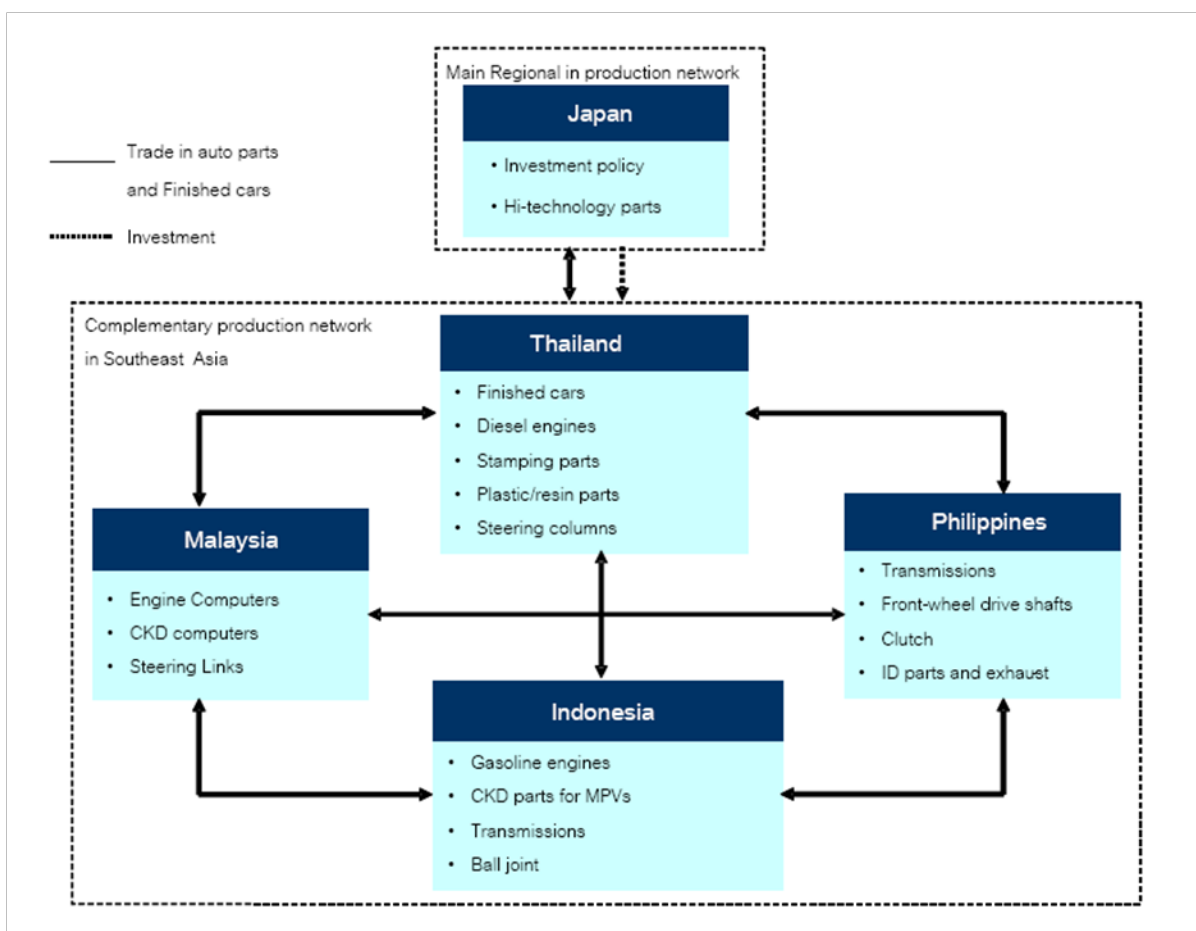 Main Regional in production network
Japan
• Investment policy
• Hi-technology parts
Trade in auto parts
and Finished cars
Investment
Complementary production network
in Southeast Asia
Thailand
• Finished cars
• Diesel engines
• Stamping parts
• Plastic/resin parts
• Steering columns
Malaysia
• Engine Computers
• CKD computers
• Steering Links
Philippines
• Transmissions
• Front-wheel drive shafts
• Clutch
• ID parts and exhaust
Indonesia
• Gasoline engines
• CKD parts for MPVs
• Transmissions
• Ball joint